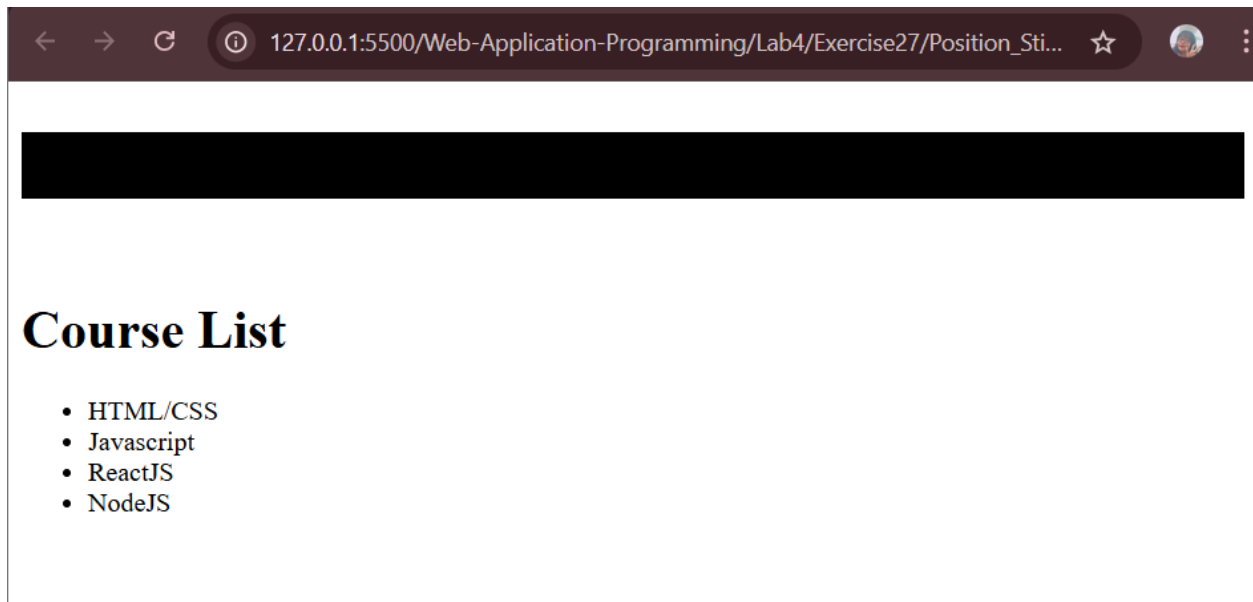 127.0.0.1:5500/Web-Application-Programming/Lab4/Exercise27/Position_Sti...
Course List
• HTML/CSS
• Javascript
• ReactJS
• NodeJS